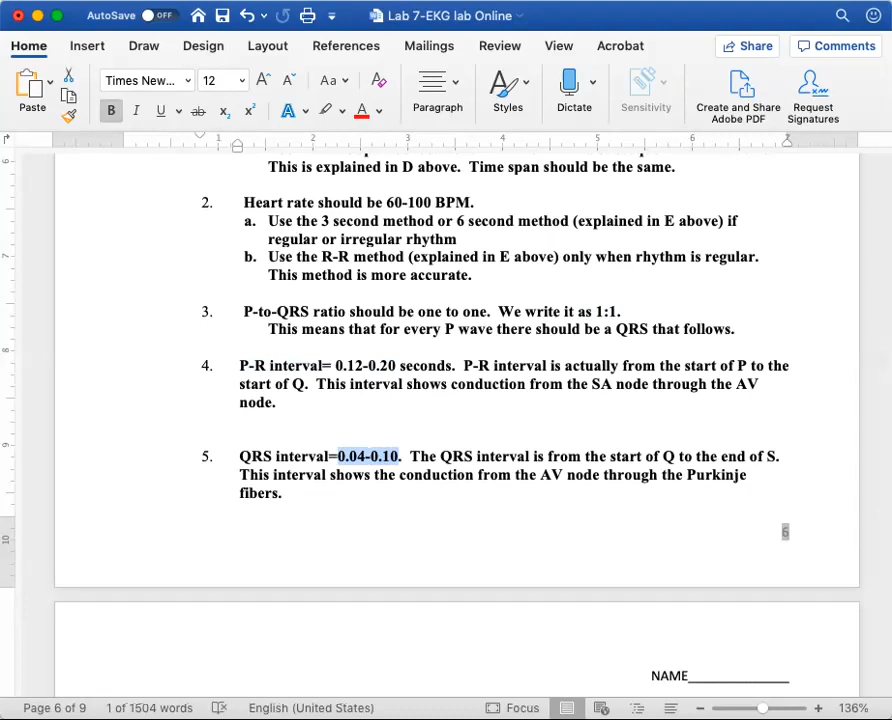 AutoSave OFF
Lab 7-EKG lab Online
Home Insert Draw Design Layout References Mailings Review View Acrobat Share Comments
Paste
Times New... 12
Paragraph
Styles
Dictate
Sensitivity
Create and Share
Adobe PDF
Request
Signatures
1 2 3 4 5 6 7
This is explained in D above. Time span should be the same.
2. Heart rate should be 60-100 BPM.
a. Use the 3 second method or 6 second method (explained in E above) if
regular or irregular rhythm
b. Use the R-R method (explained in E above) only when rhythm is regular.
This method is more accurate.
3. P-to-QRS ratio should be one to one. We write it as 1:1.
This means that for every P wave there should be a QRS that follows.
4. P-R interval= 0.12-0.20 seconds. P-R interval is actually from the start of P to the
start of Q. This interval shows conduction from the SA node through the AV
node.
5. QRS interval=0.04-0.10. The QRS interval is from the start of Q to the end of S.
This interval shows the conduction from the AV node through the Purkinje
fibers.
6
NAME_______________
Page 6 of 9 1 of 1504 words English (United States) Focus 136%